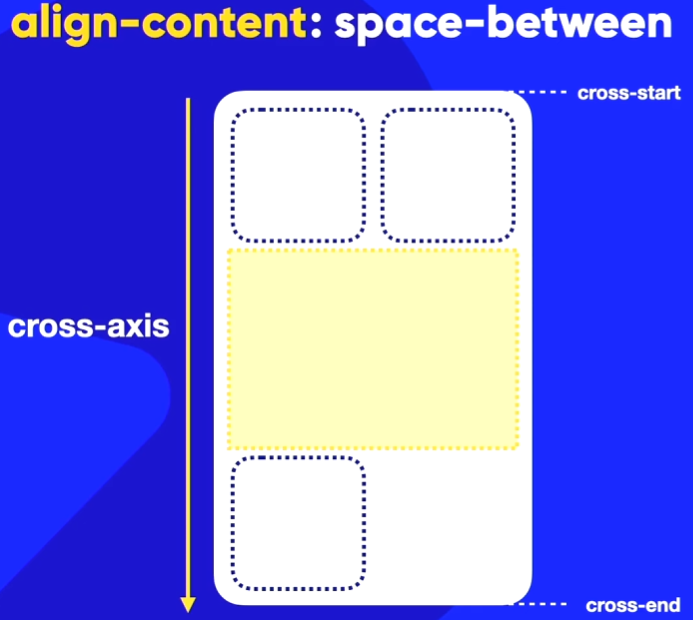 align-content: space-between
cross-start
cross-axis
cross-end